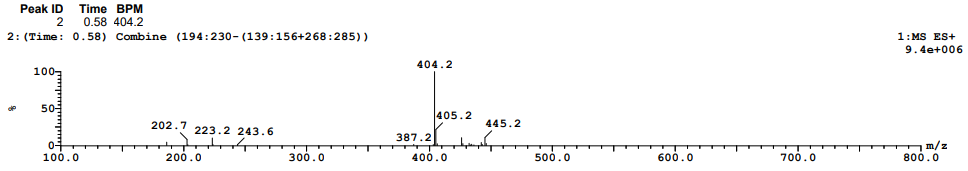 Peak ID Time BPM
2 0.58 404.2
2:(Time: 0.58) Combine (194:230-(139:156+268:285))
1:MS ES+
9.4e+006
100
404.2
%
50
405.2
445.2
202.7
223.2
243.6
387.2
0
100.0 200.0 300.0 400.0 500.0 600.0 700.0 800.0 m/z